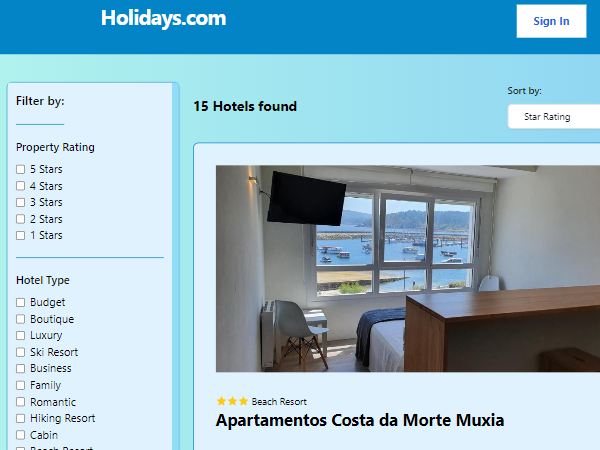 Holidays.com
Sign In
Filter by:
Property Rating
5 Stars
4 Stars
3 Stars
2 Stars
1 Stars
Hotel Type
Budget
Boutique
Luxury
Ski Resort
Business
Family
Romantic
Hiking Resort
Cabin
Beach Resort
15 Hotels found
Sort by:
Star Rating
Beach Resort
Apartamentos Costa da Morte Muxia